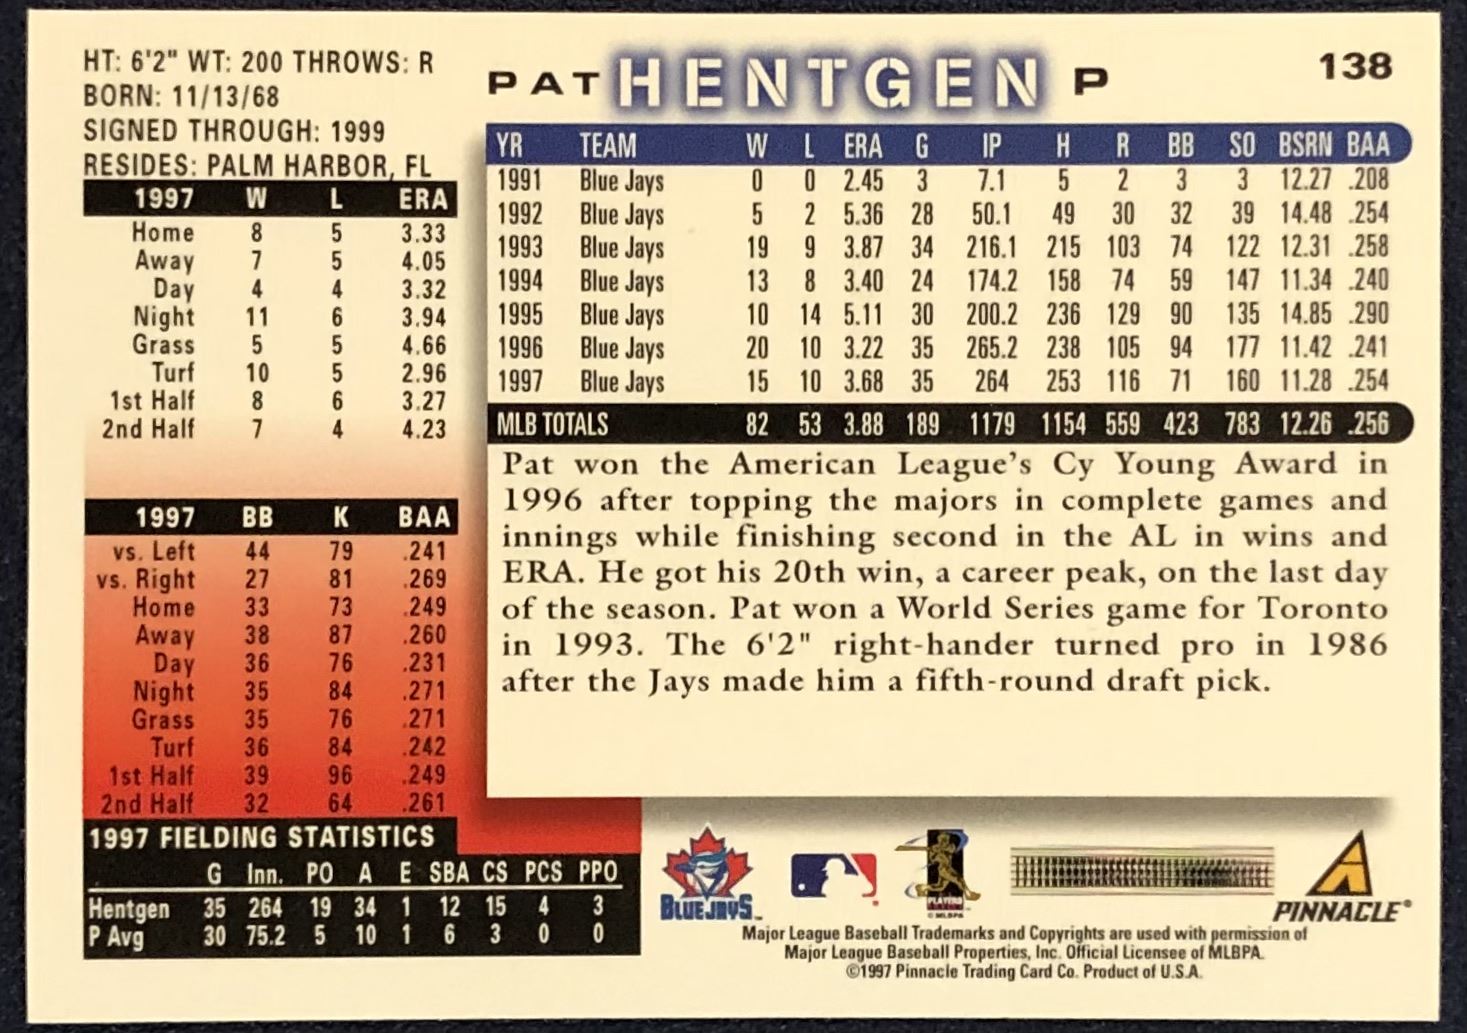 HT: 6'2" WT: 200 THROWS: R
BORN: 11/13/68
SIGNED THROUGH: 1999
RESIDES: PALM HARBOR, FL
1997 W L ERA
Home 8 5 3.33
Away 7 5 4.05
Day 4 4 3.32
Night 11 6 3.94
Grass 5 5 4.66
Turf 10 5 2.96
1st Half 8 6 3.27
2nd Half 7 4 4.23
1997 BB K BAA
vs. Left 44 79 .241
vs. Right 27 81 .269
Home 33 73 .249
Away 38 87 .260
Day 36 76 .231
Night 35 84 .271
Grass 35 76 .271
Turf 36 84 .242
1st Half 39 96 .249
2nd Half 32 64 .261
1997 FIELDING STATISTICS
G Inn. PO A E SBA CS PCS PPO
Hentgen 35 264 19 34 1 12 15 4 3
P Avg 30 75.2 5 10 1 6 3 0 0
PAT HENTGEN P
138
YR TEAM W L ERA G IP H R BB SO BSRN BAA
1991 Blue Jays 0 0 2.45 3 7.1 5 2 3 3 12.27 .208
1992 Blue Jays 5 2 5.36 28 50.1 49 30 32 39 14.48 .254
1993 Blue Jays 19 9 3.87 34 216.1 215 103 74 122 12.31 .258
1994 Blue Jays 13 8 3.40 24 174.2 158 74 59 147 11.34 .240
1995 Blue Jays 10 14 5.11 30 200.2 236 129 90 135 14.85 .290
1996 Blue Jays 20 10 3.22 35 265.2 238 105 94 177 11.42 .241
1997 Blue Jays 15 10 3.68 35 264 253 116 71 160 11.28 .254
MLB TOTALS 82 53 3.88 189 1179 1154 559 423 783 12.26 .256
Pat won the American League's Cy Young Award in
1996 after topping the majors in complete games and
innings while finishing second in the AL in wins and
ERA. He got his 20th win, a career peak, on the last day
of the season. Pat won a World Series game for Toronto
in 1993. The 6'2" right-hander turned pro in 1986
after the Jays made him a fifth-round draft pick.
BLUE JAYS™
PLAYERS
©MLBPA
PINNACLE®
Major League Baseball Trademarks and Copyrights are used with permission of
Major League Baseball Properties, Inc. Official Licensee of MLBPA.
©1997 Pinnacle Trading Card Co. Product of U.S.A.